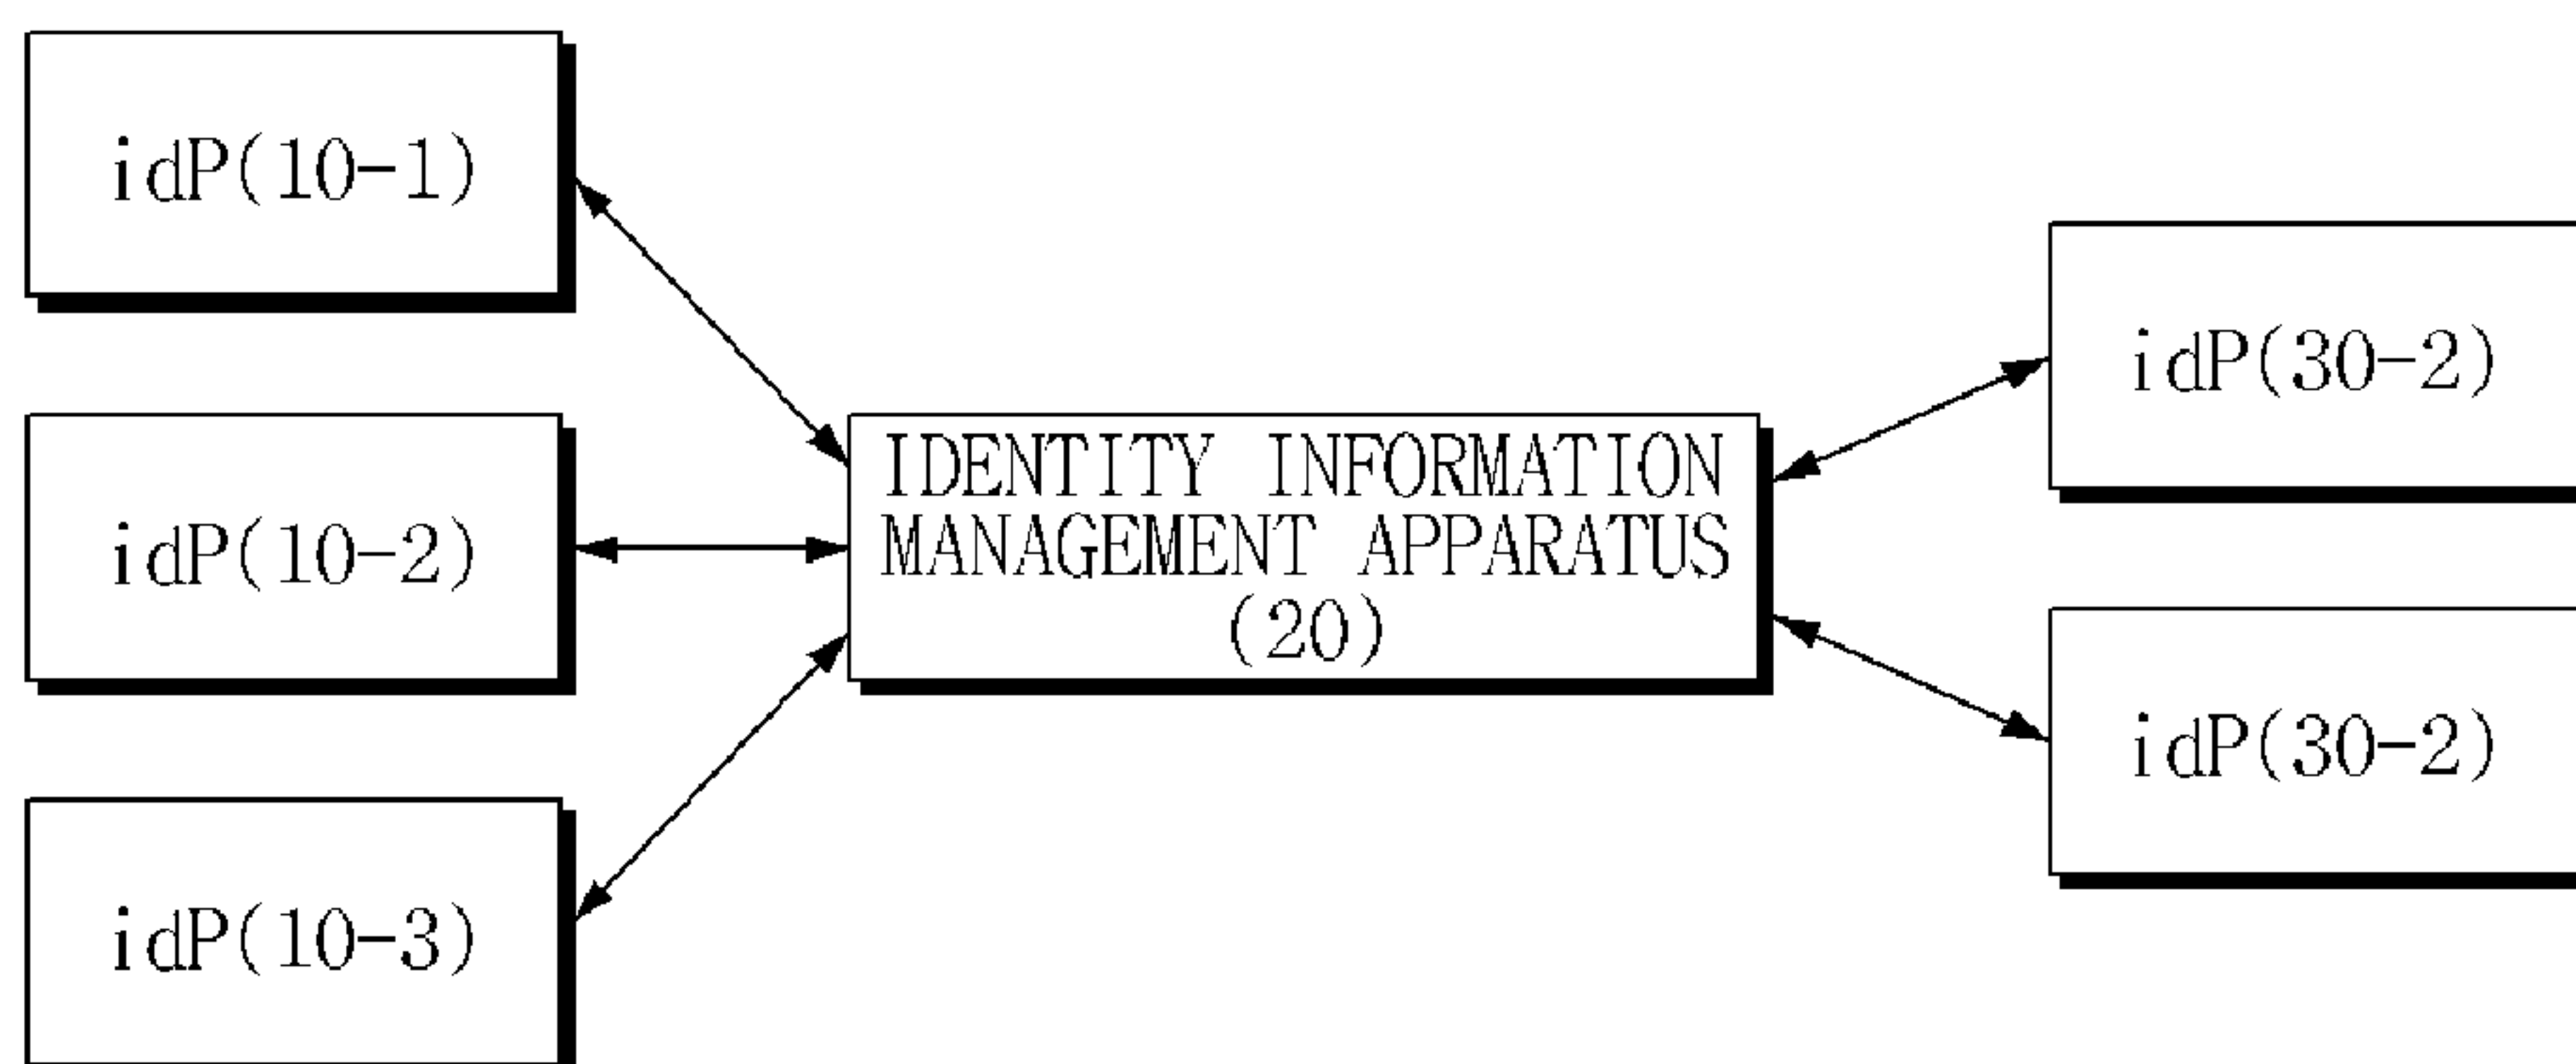 idP(10-1)
idP(10-2)
idP(10-3)
IDENTITY INFORMATION
MANAGEMENT APPARATUS
(20)
idP(30-2)
idP(30-2)